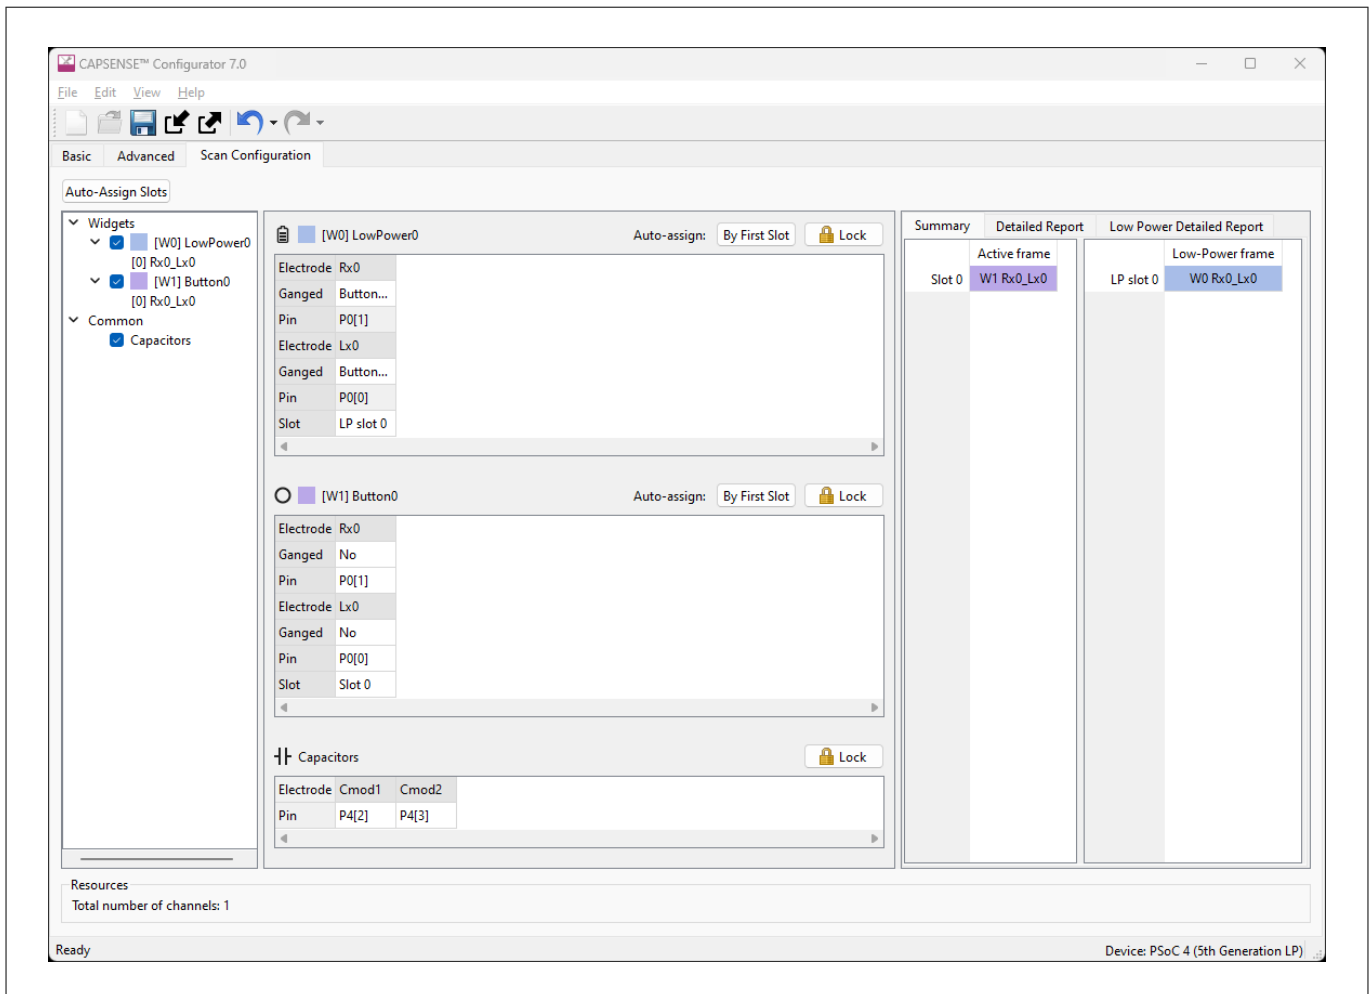 CAPSENSE™ Configurator 7.0
File Edit View Help
Basic Advanced Scan Configuration
Auto-Assign Slots
Widgets
[W0] LowPower0
[0] Rx0_Lx0
[W1] Button0
[0] Rx0_Lx0
Common
Capacitors
[W0] LowPower0 Auto-assign: By First Slot Lock
Electrode Rx0
Ganged Button...
Pin P0[1]
Electrode Lx0
Ganged Button...
Pin P0[0]
Slot LP slot 0
[W1] Button0 Auto-assign: By First Slot Lock
Electrode Rx0
Ganged No
Pin P0[1]
Electrode Lx0
Ganged No
Pin P0[0]
Slot Slot 0
Capacitors Lock
Electrode Cmod1 Cmod2
Pin P4[2] P4[3]
Summary Detailed Report Low Power Detailed Report
Active frame Low-Power frame
Slot 0 W1 Rx0_Lx0 LP slot 0 W0 Rx0_Lx0
Resources
Total number of channels: 1
Ready Device: PSoC 4 (5th Generation LP)